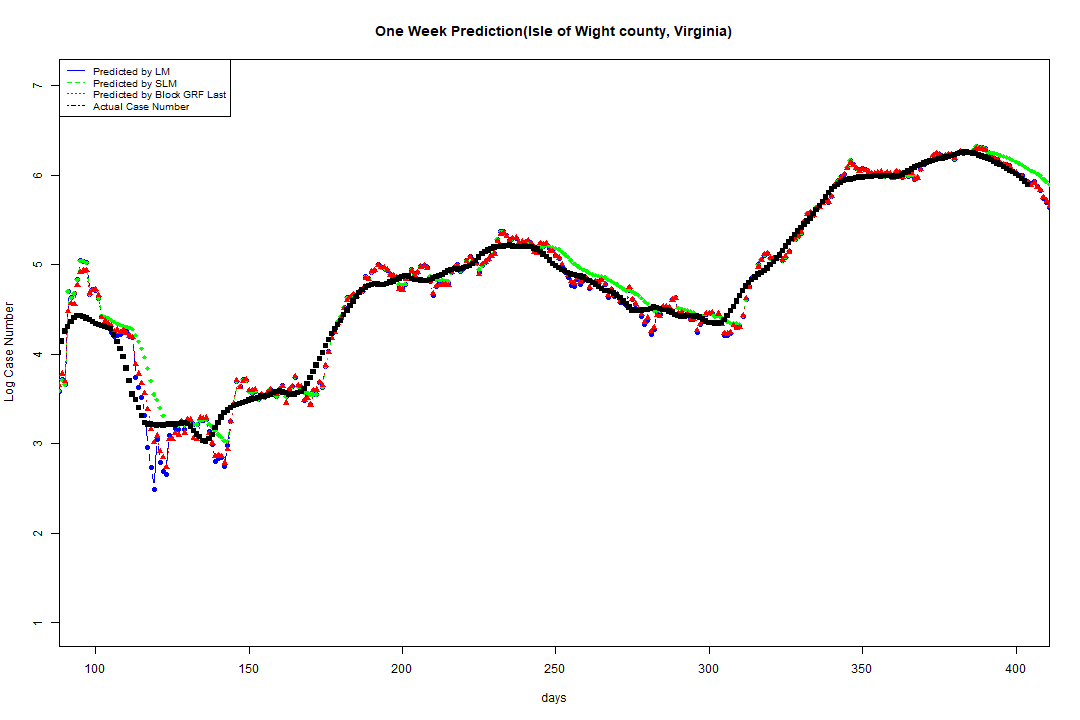 One Week Prediction(Isle of Wight county, Virginia)
Predicted by LM
Predicted by SLM
Predicted by Block GRF Last
Actual Case Number
7
6
5
4
3
2
1
Log Case Number
100 150 200 250 300 350 400
days